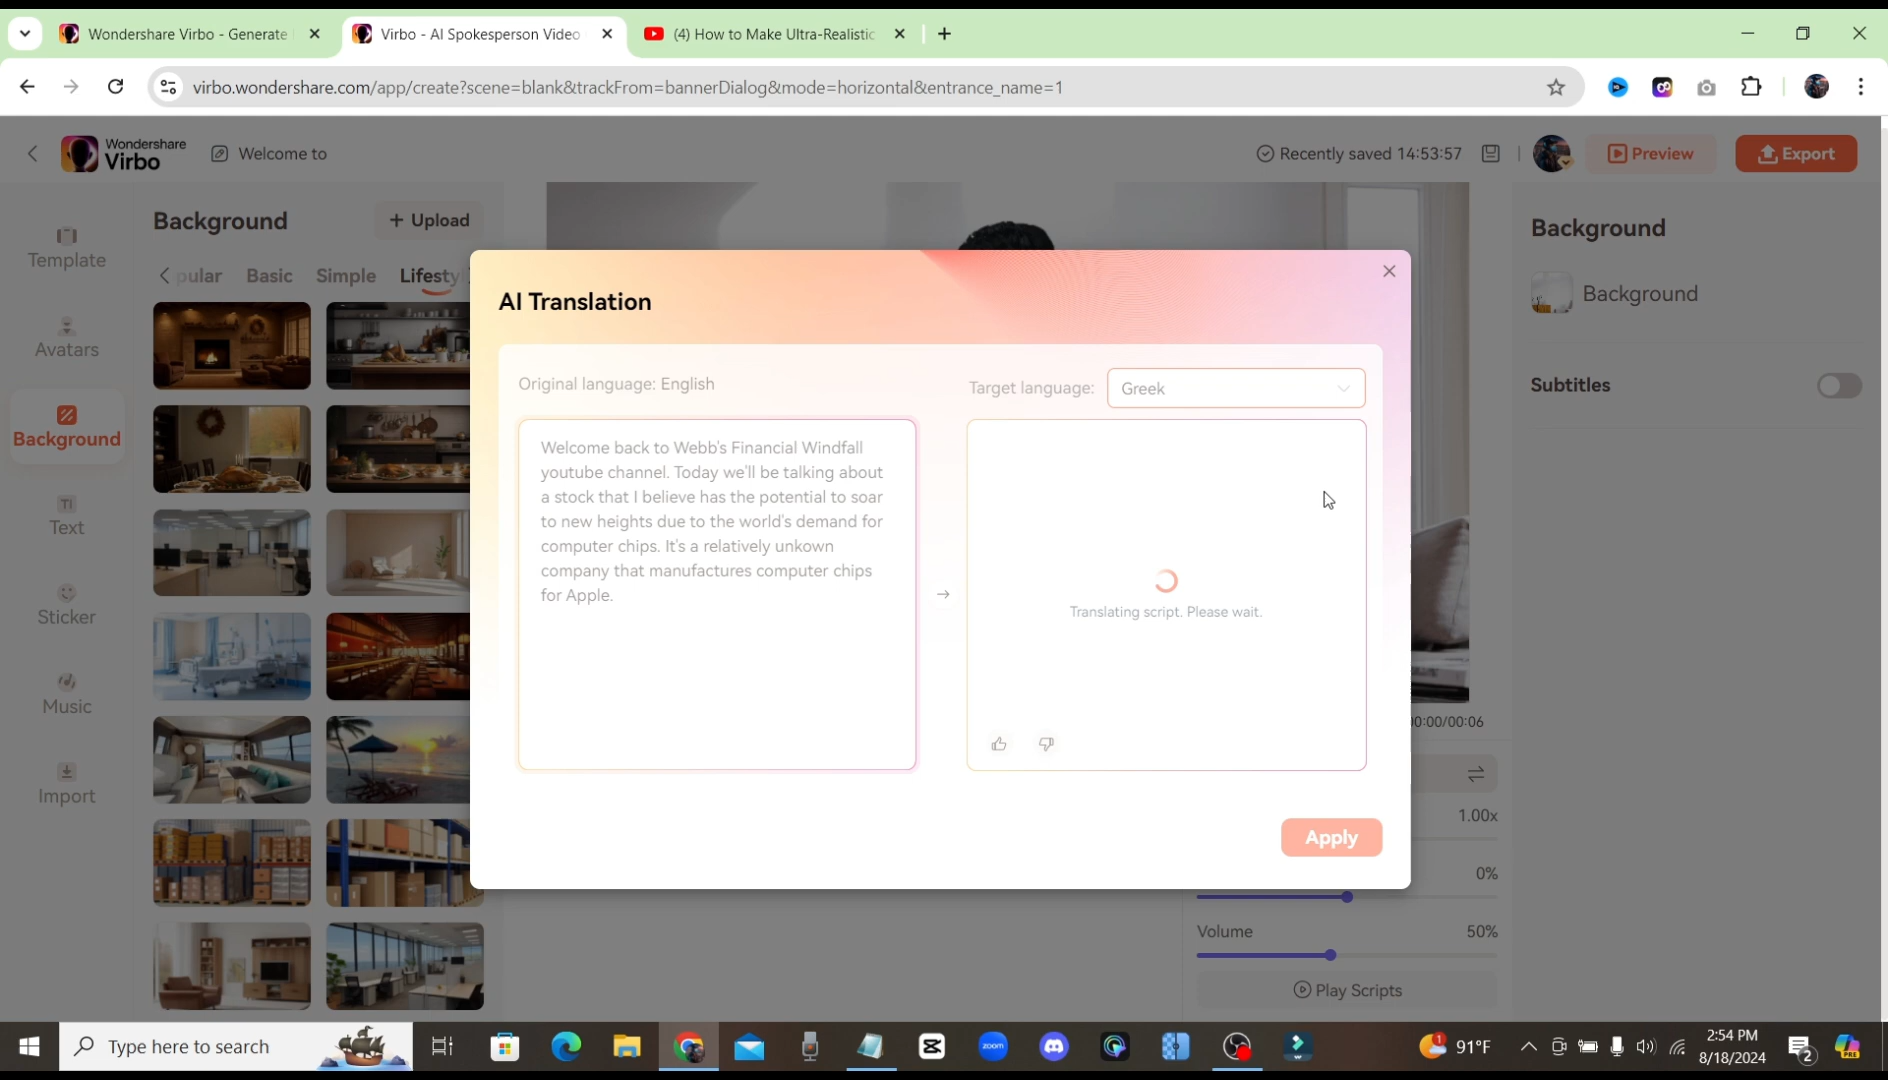 Wondershare Virbo - Generate
Virbo - AI Spokesperson Video
(4) How to Make Ultra-Realistic
virbo.wondershare.com/app/create?scene=blank&trackFrom=bannerDialog&mode=horizontal&entrance_name=1
Wondershare
Virbo
Welcome to
Recently saved 14:53:57
Preview
Export
Template
Avatars
Background
Text
Sticker
Music
Import
Background
+ Upload
pular
Basic
Simple
Lifesty
AI Translation
Original language: English
Target language:
Greek
Welcome back to Webb's Financial Windfall
youtube channel. Today we'll be talking about
a stock that I believe has the potential to soar
to new heights due to the world's demand for
computer chips. It's a relatively unkown
company that manufactures computer chips
for Apple.
Translating script. Please wait.
Apply
Background
Background
Subtitles
00:00/00:06
1.00x
0%
Volume
50%
Play Scripts
Type here to search
zoom
91°F
2:54 PM
8/18/2024
2
PRE